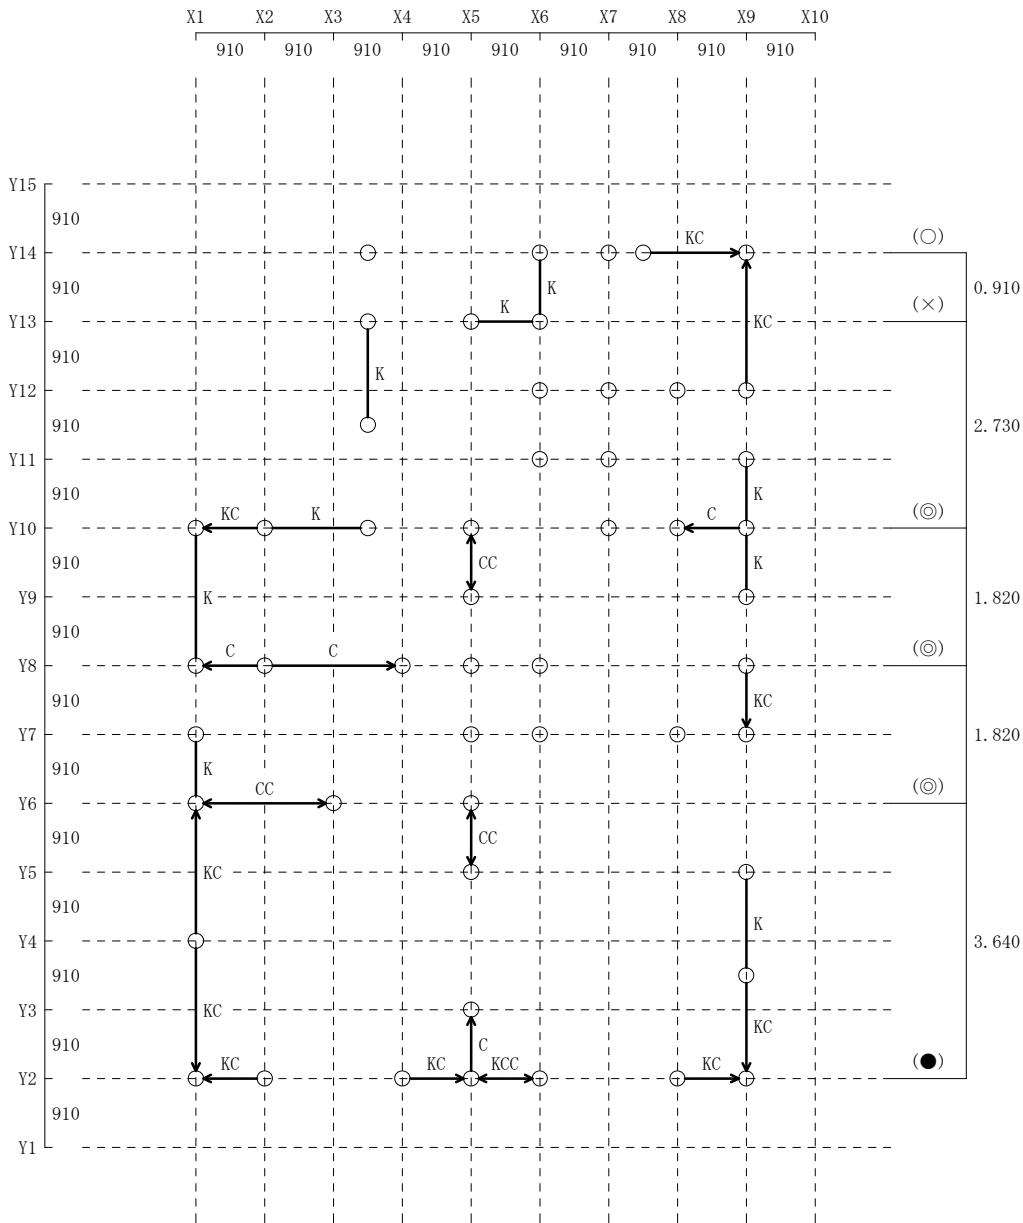 X1 X2 X3 X4 X5 X6 X7 X8 X9 X10
910 910 910 910 910 910 910 910 910
Y15
910
KC (○)
Y14
910 K 0.910
K (×)
Y13 KC
910 K
Y12
910 2.730
Y11
910 K
KC K C (◎)
Y10
910 CC K
Y9 K 1.820
910
C C (◎)
Y8
910 KC
Y7 1.820
910 K
CC (◎)
Y6
910 CC
Y5 KC
910 K
Y4 3.640
910
Y3 KC KC
910 C
KC KC KCC KC (●)
Y2
910
Y1